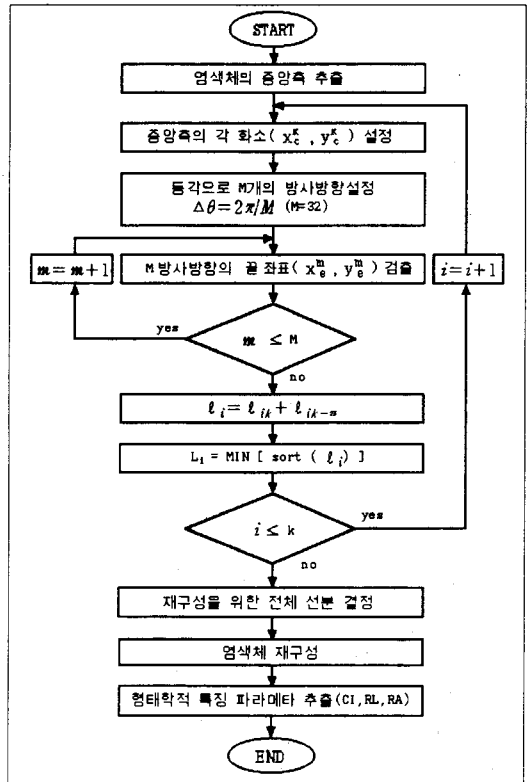 START
염색체의 중앙축 추출
중앙축의 각 화소( x_c^k , y_c^k ) 설정
등각으로 M개의 방사방향설정
Δθ=2π/M (M=32)
m=m+1
M방사방향의 끝 좌표( x_e^m , y_e^m ) 검출
i=i+1
yes
m ≤ M
no
ℓ_i = ℓ_ik + ℓ_ik-π
L_i = MIN [ sort ( ℓ_i) ]
yes
i ≤ k
no
재구성을 위한 전체 선분 결정
염색체 재구성
형태학적 특징 파라메타 추출(CI,RL,RA)
END